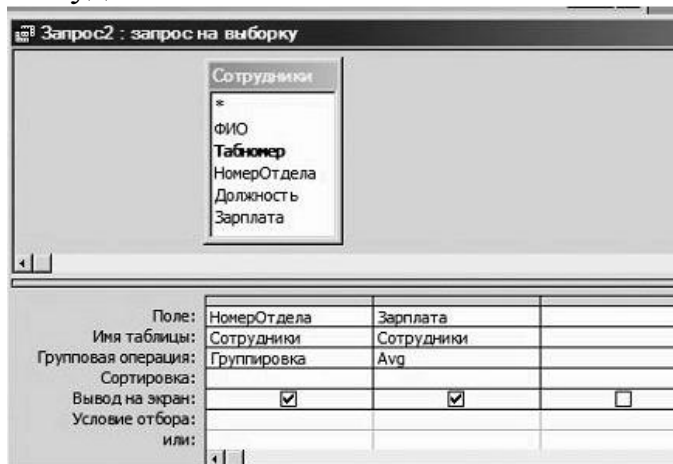 Запрос2 : запрос на выборку
Сотрудники
*
ФИО
Табномер
НомерОтдела
Должность
Зарплата
Поле: НомерОтдела Зарплата
Имя таблицы: Сотрудники Сотрудники
Групповая операция: Группировка Avg
Сортировка:
Вывод на экран:
Условие отбора:
или: